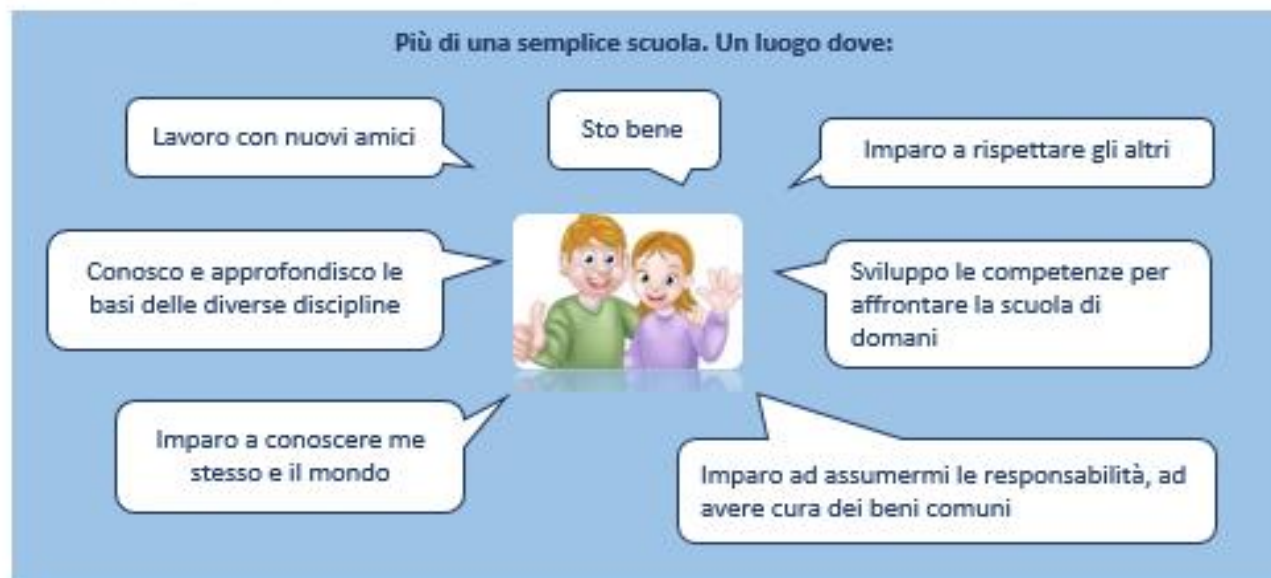 Più di una semplice scuola. Un luogo dove:
Lavoro con nuovi amici
Sto bene
Imparo a rispettare gli altri
Conosco e approfondisco le
basi delle diverse discipline
Sviluppo le competenze per
affrontare la scuola di
domani
Imparo a conoscere me
stesso e il mondo
Imparo ad assumermi le responsabilità, ad
avere cura dei beni comuni